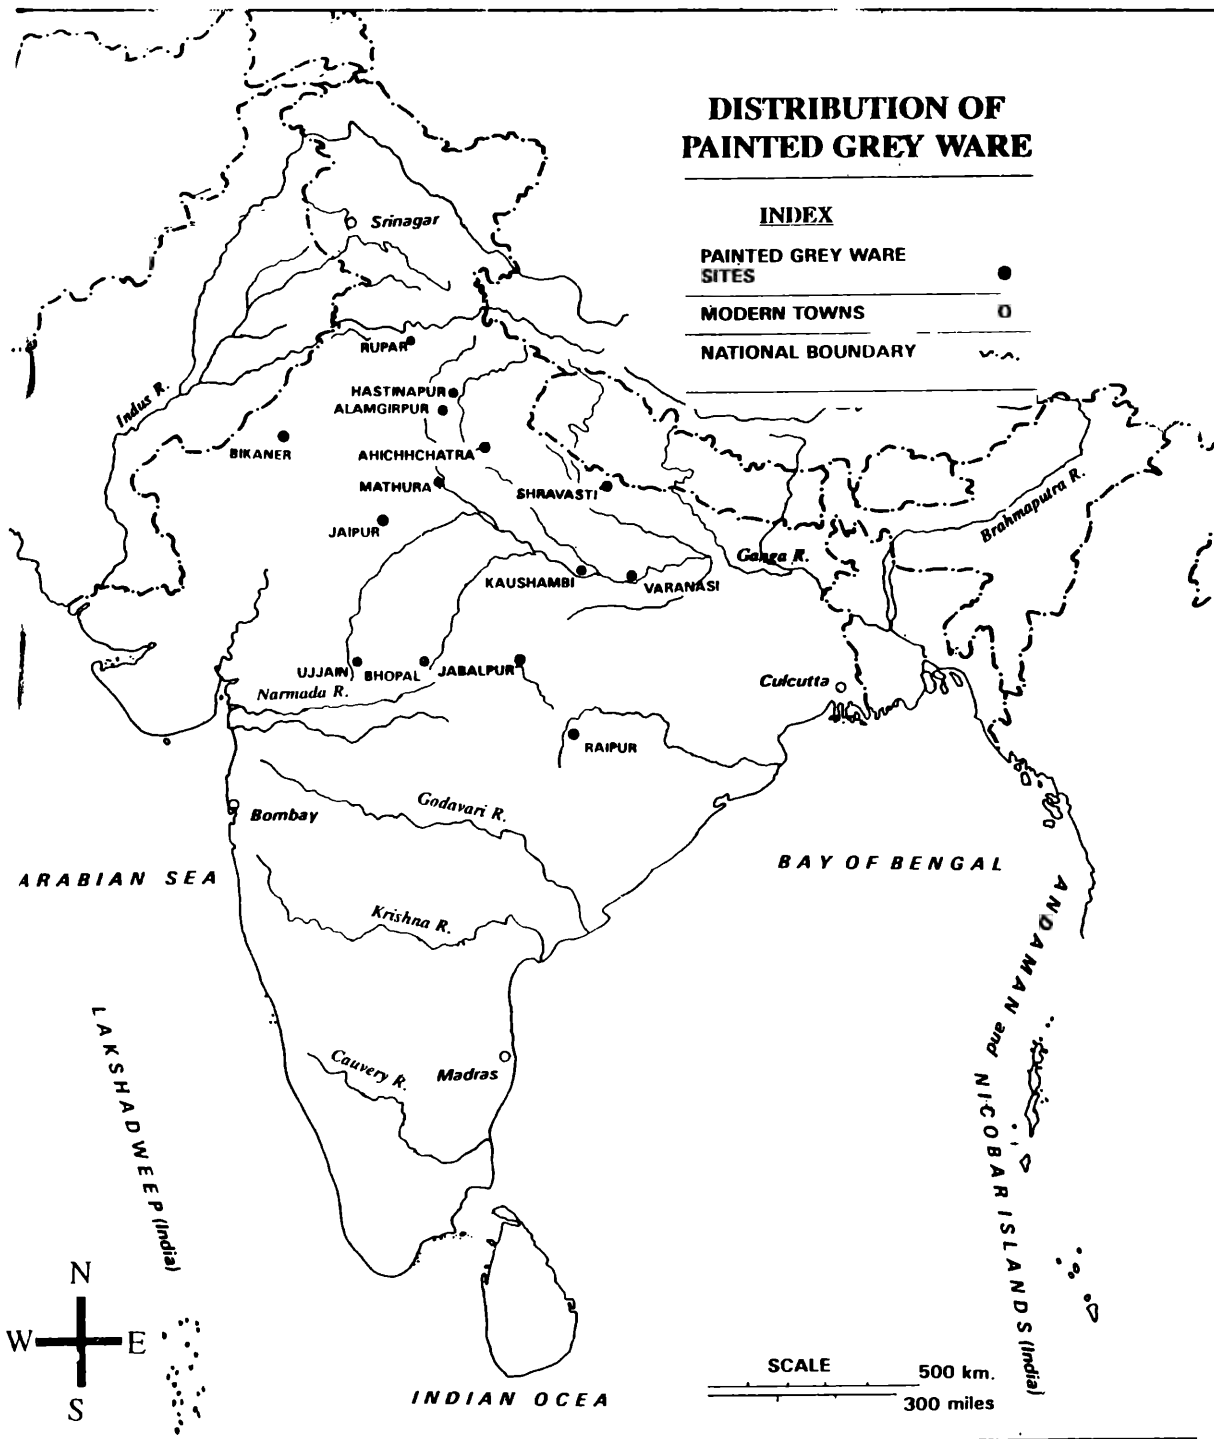 DISTRIBUTION OF
PAINTED GREY WARE
INDEX
PAINTED GREY WARE
SITES
MODERN TOWNS
NATIONAL BOUNDARY
Srinagar
RUPAR
Indus R.
HASTINAPUR
ALAMGIRPUR
BIKANER
AHICHHCHATRA
MATHURA
SHRAVASTI
Brahmaputra R.
JAIPUR
Ganga R.
KAUSHAMBI
VARANASI
UJJAIN
BHOPAL
JABALPUR
Narmada R.
Culcutta
RAIPUR
Godavari R.
Bombay
BAY OF BENGAL
ARABIAN SEA
Krishna R.
ANDAMAN and NICOBAR ISLANDS (India)
LAKSHADWEEP (India)
Cauvery R.
Madras
N
W E
S
SCALE
500 km.
300 miles
INDIAN OCEA